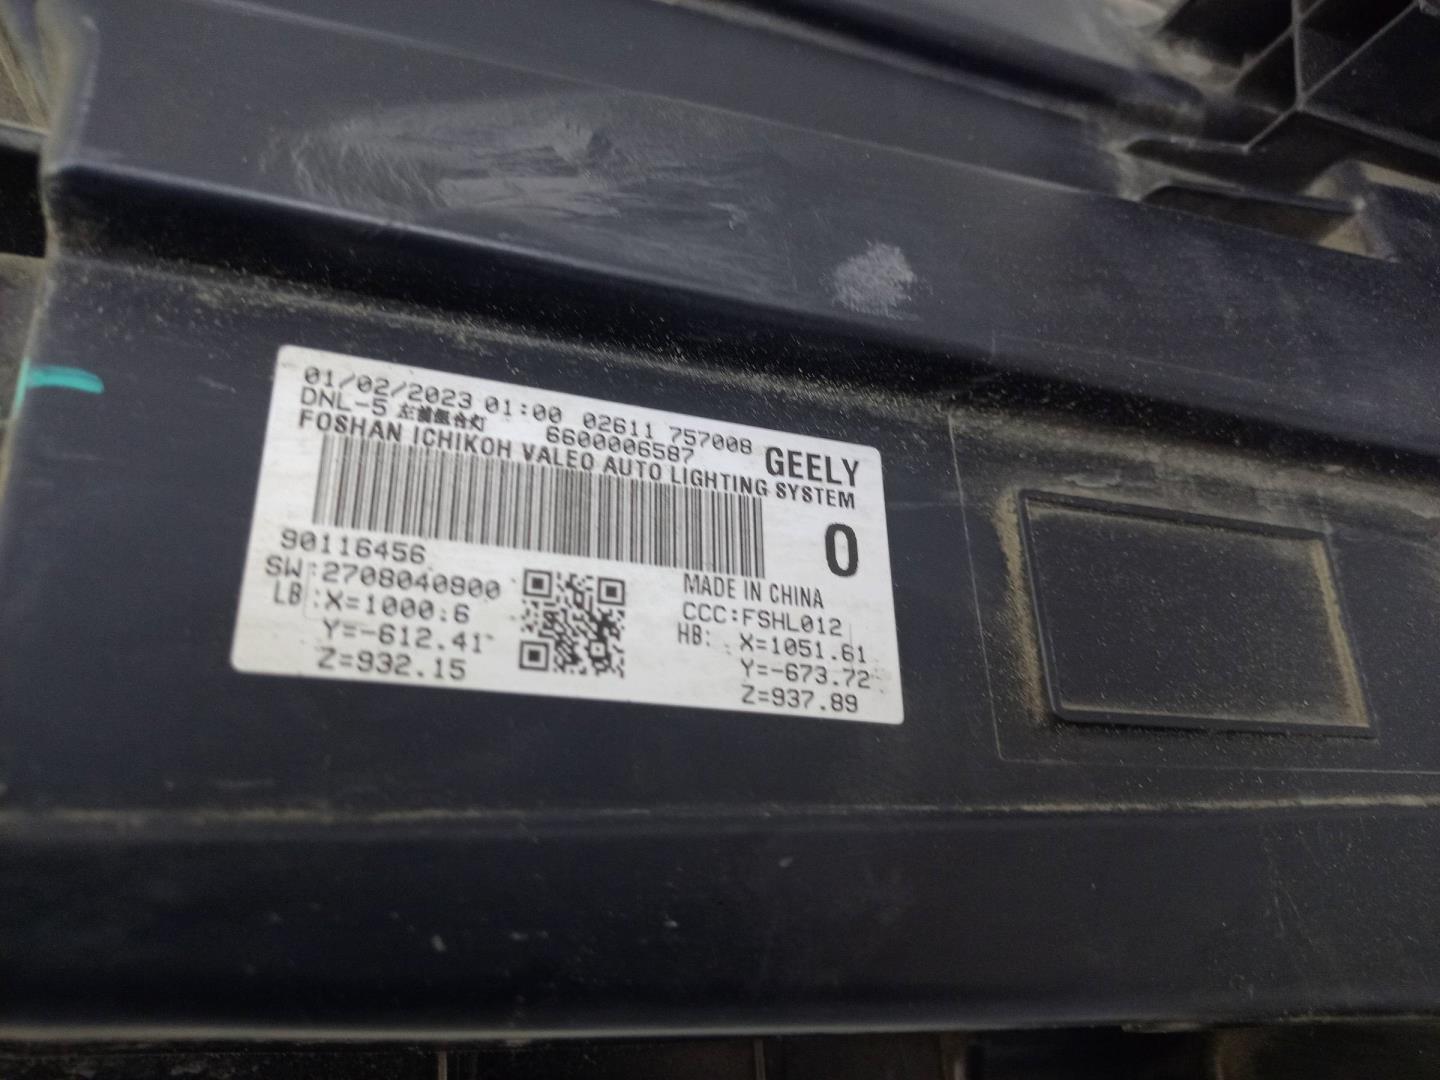 01/02/2023 01:00 02611 757008
DNL-5 左前组合灯 6600006587
GEELY
FOSHAN ICHIKOH VALEO AUTO LIGHTING SYSTEM
0
90116456
SW:2708040900
LB:X=1000.6
Y=-612.41
Z=932.15
MADE IN CHINA
CCC:FSHL012
HB: X=1051.61
Y=-673.72
Z=937.89